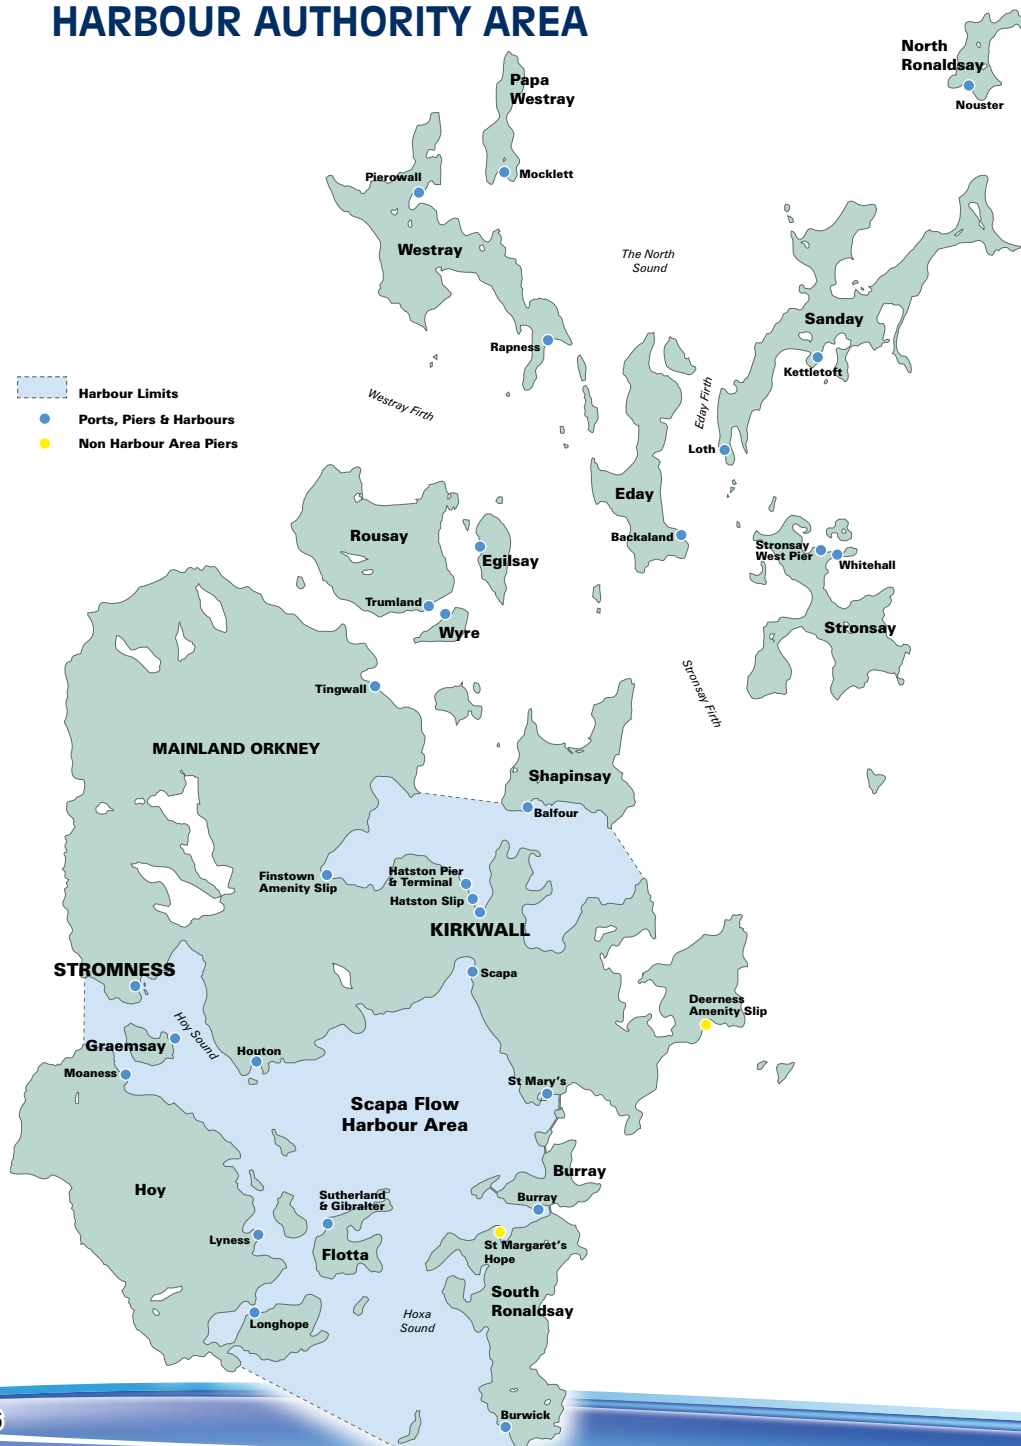 HARBOUR AUTHORITY AREA
North
Ronaldsay
Nouster
Papa
Westray
Mocklett
Pierowall
Westray
The North
Sound
Sanday
Kettletoft
Rapness
Harbour Limits
Ports, Piers & Harbours
Non Harbour Area Piers
Westray Firth
Eday Firth
Loth
Eday
Backaland
Rousay
Egilsay
Trumland
Wyre
Stronsay
West Pier
Whitehall
Stronsay
Stronsay Firth
Tingwall
MAINLAND ORKNEY
Shapinsay
Balfour
Finstown
Amenity Slip
Hatston Pier
& Terminal
Hatston Slip
KIRKWALL
STROMNESS
Scapa
Deerness
Amenity Slip
Hoy Sound
Graemsay
Houton
Moaness
St Mary's
Scapa Flow
Harbour Area
Burray
Hoy
Sutherland
& Gibralter
Burray
Lyness
Flotta
St Margaret's
Hope
South
Ronaldsay
Hoxa
Sound
Longhope
Burwick